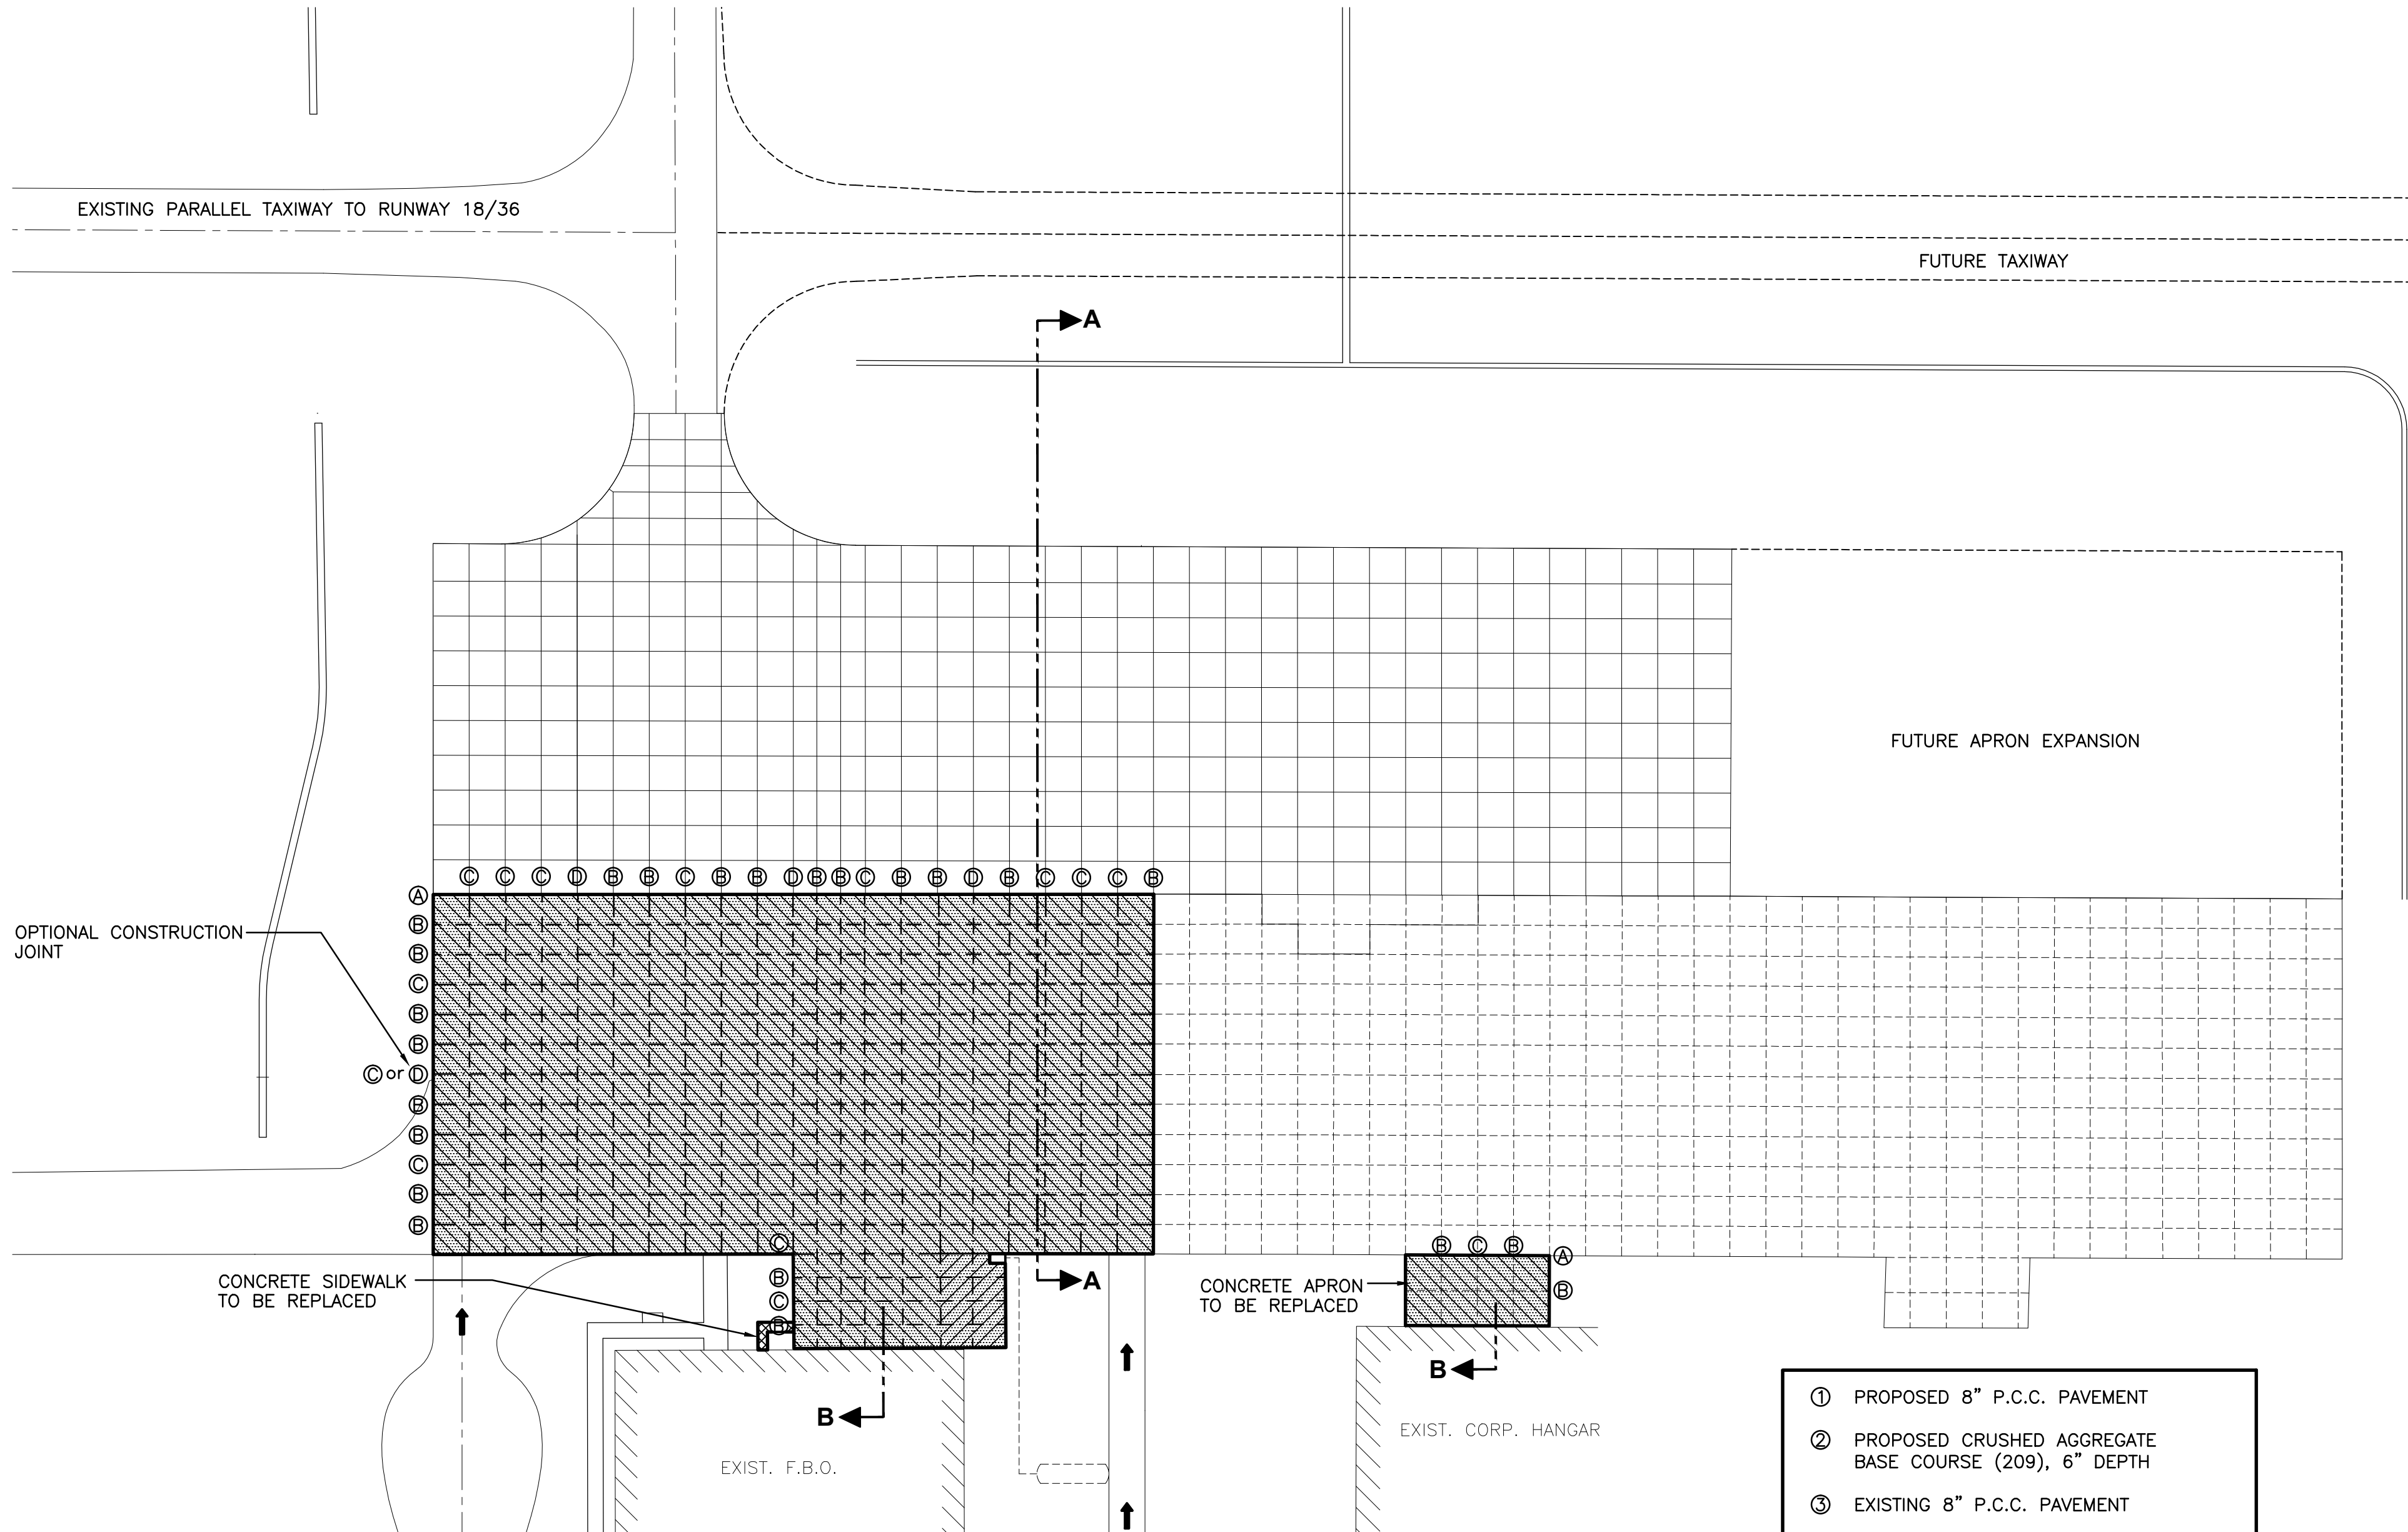 EXISTING PARALLEL TAXIWAY TO RUNWAY 18/36
FUTURE TAXIWAY
A
FUTURE APRON EXPANSION
C C C D B B C B B D B B C B B D B C C C B
A
OPTIONAL CONSTRUCTION
JOINT
B
B
C
B
B
C or D
B
B
C
B
B
C
B
C
B
CONCRETE SIDEWALK
TO BE REPLACED
A
CONCRETE APRON
TO BE REPLACED
B C B
A
B
B
B
EXIST. F.B.O.
EXIST. CORP. HANGAR
1 PROPOSED 8" P.C.C. PAVEMENT
2 PROPOSED CRUSHED AGGREGATE
BASE COURSE (209), 6" DEPTH
3 EXISTING 8" P.C.C. PAVEMENT